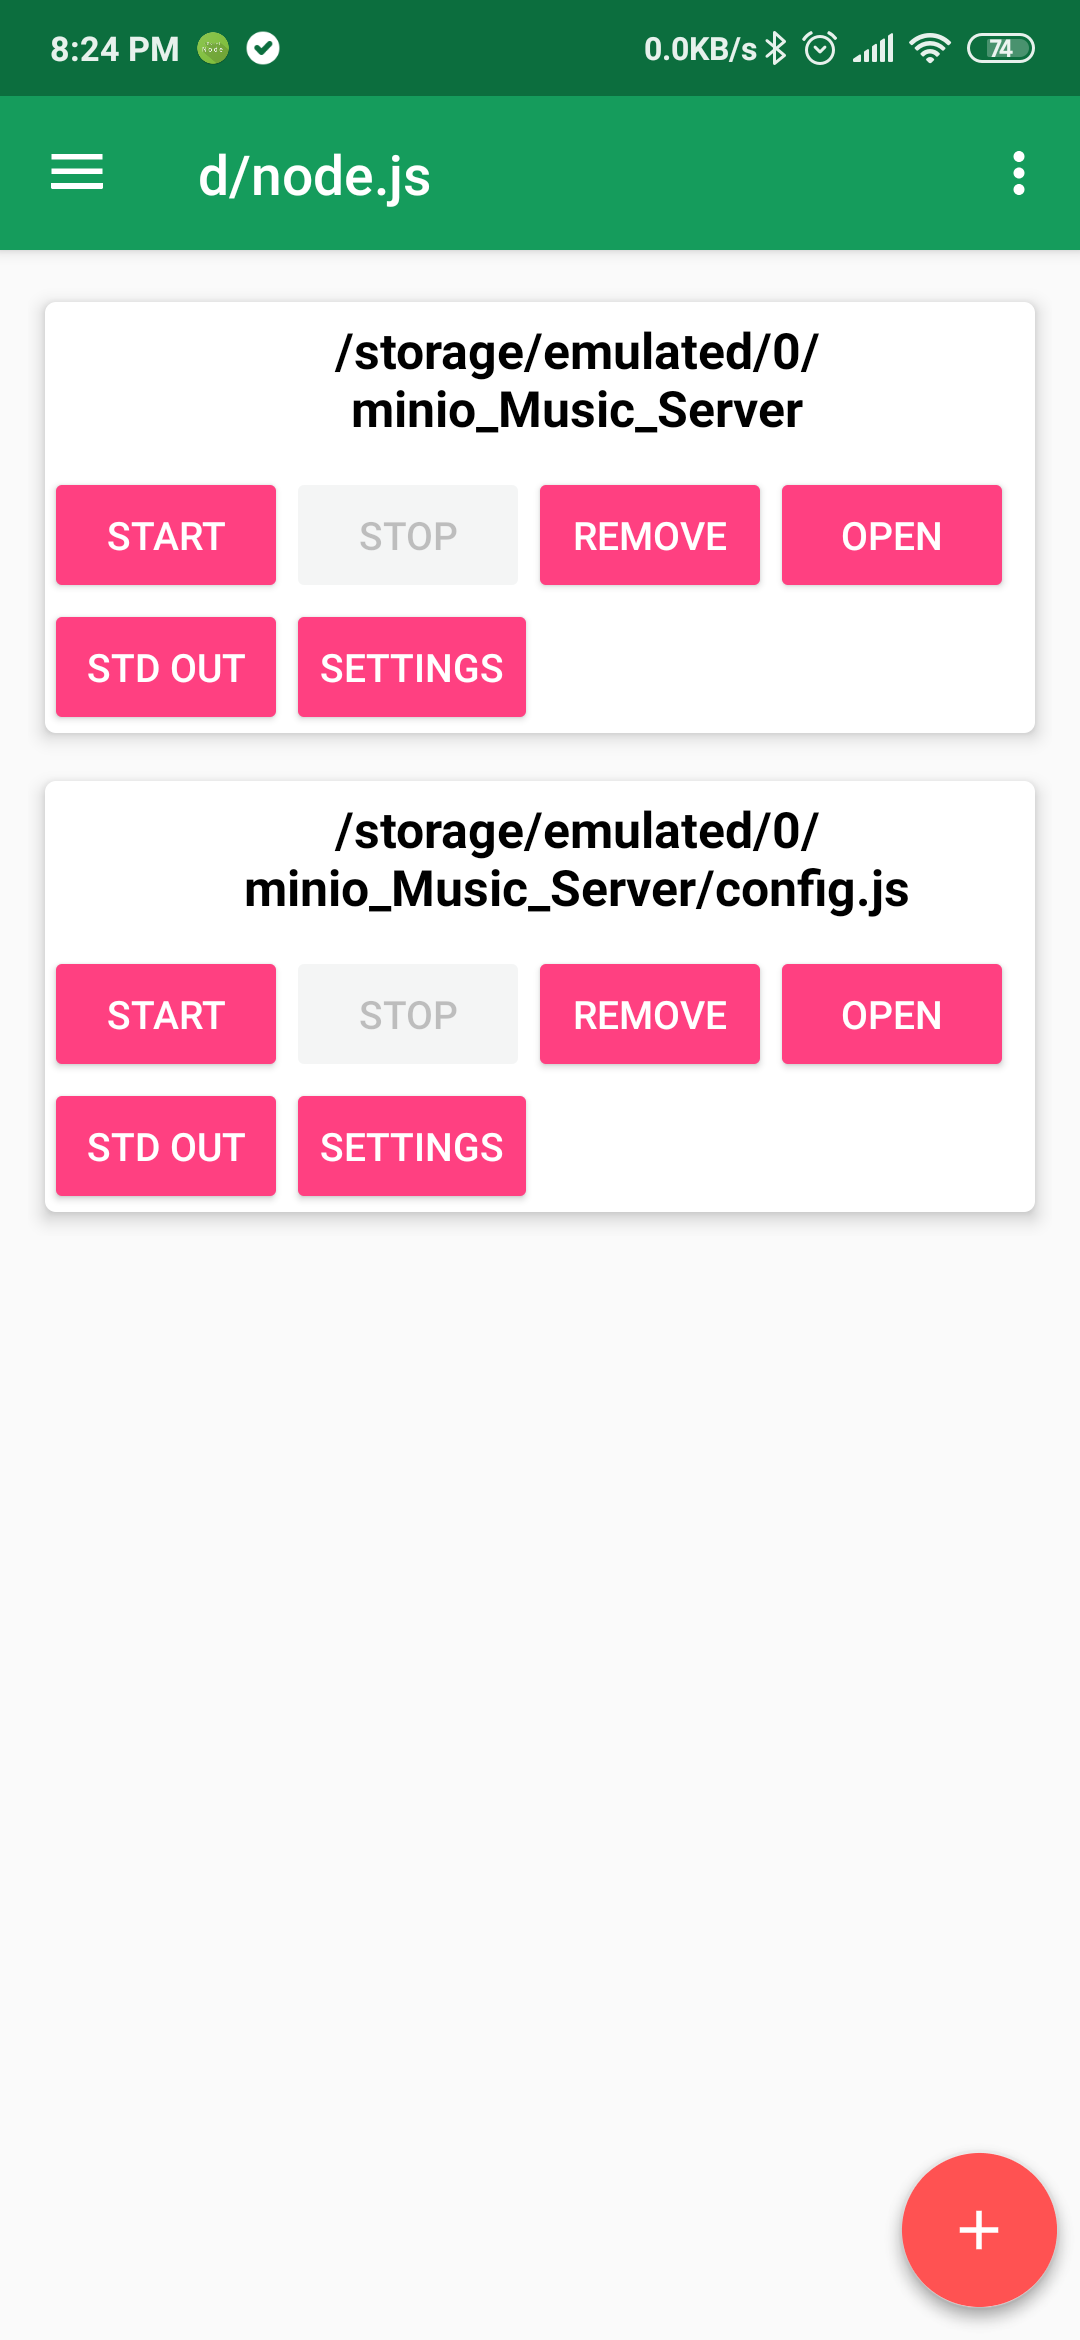 8:24 PM 0.0KB/s 74
d/node.js
/storage/emulated/0/
minio_Music_Server
START STOP REMOVE OPEN
STD OUT SETTINGS
/storage/emulated/0/
minio_Music_Server/config.js
START STOP REMOVE OPEN
STD OUT SETTINGS